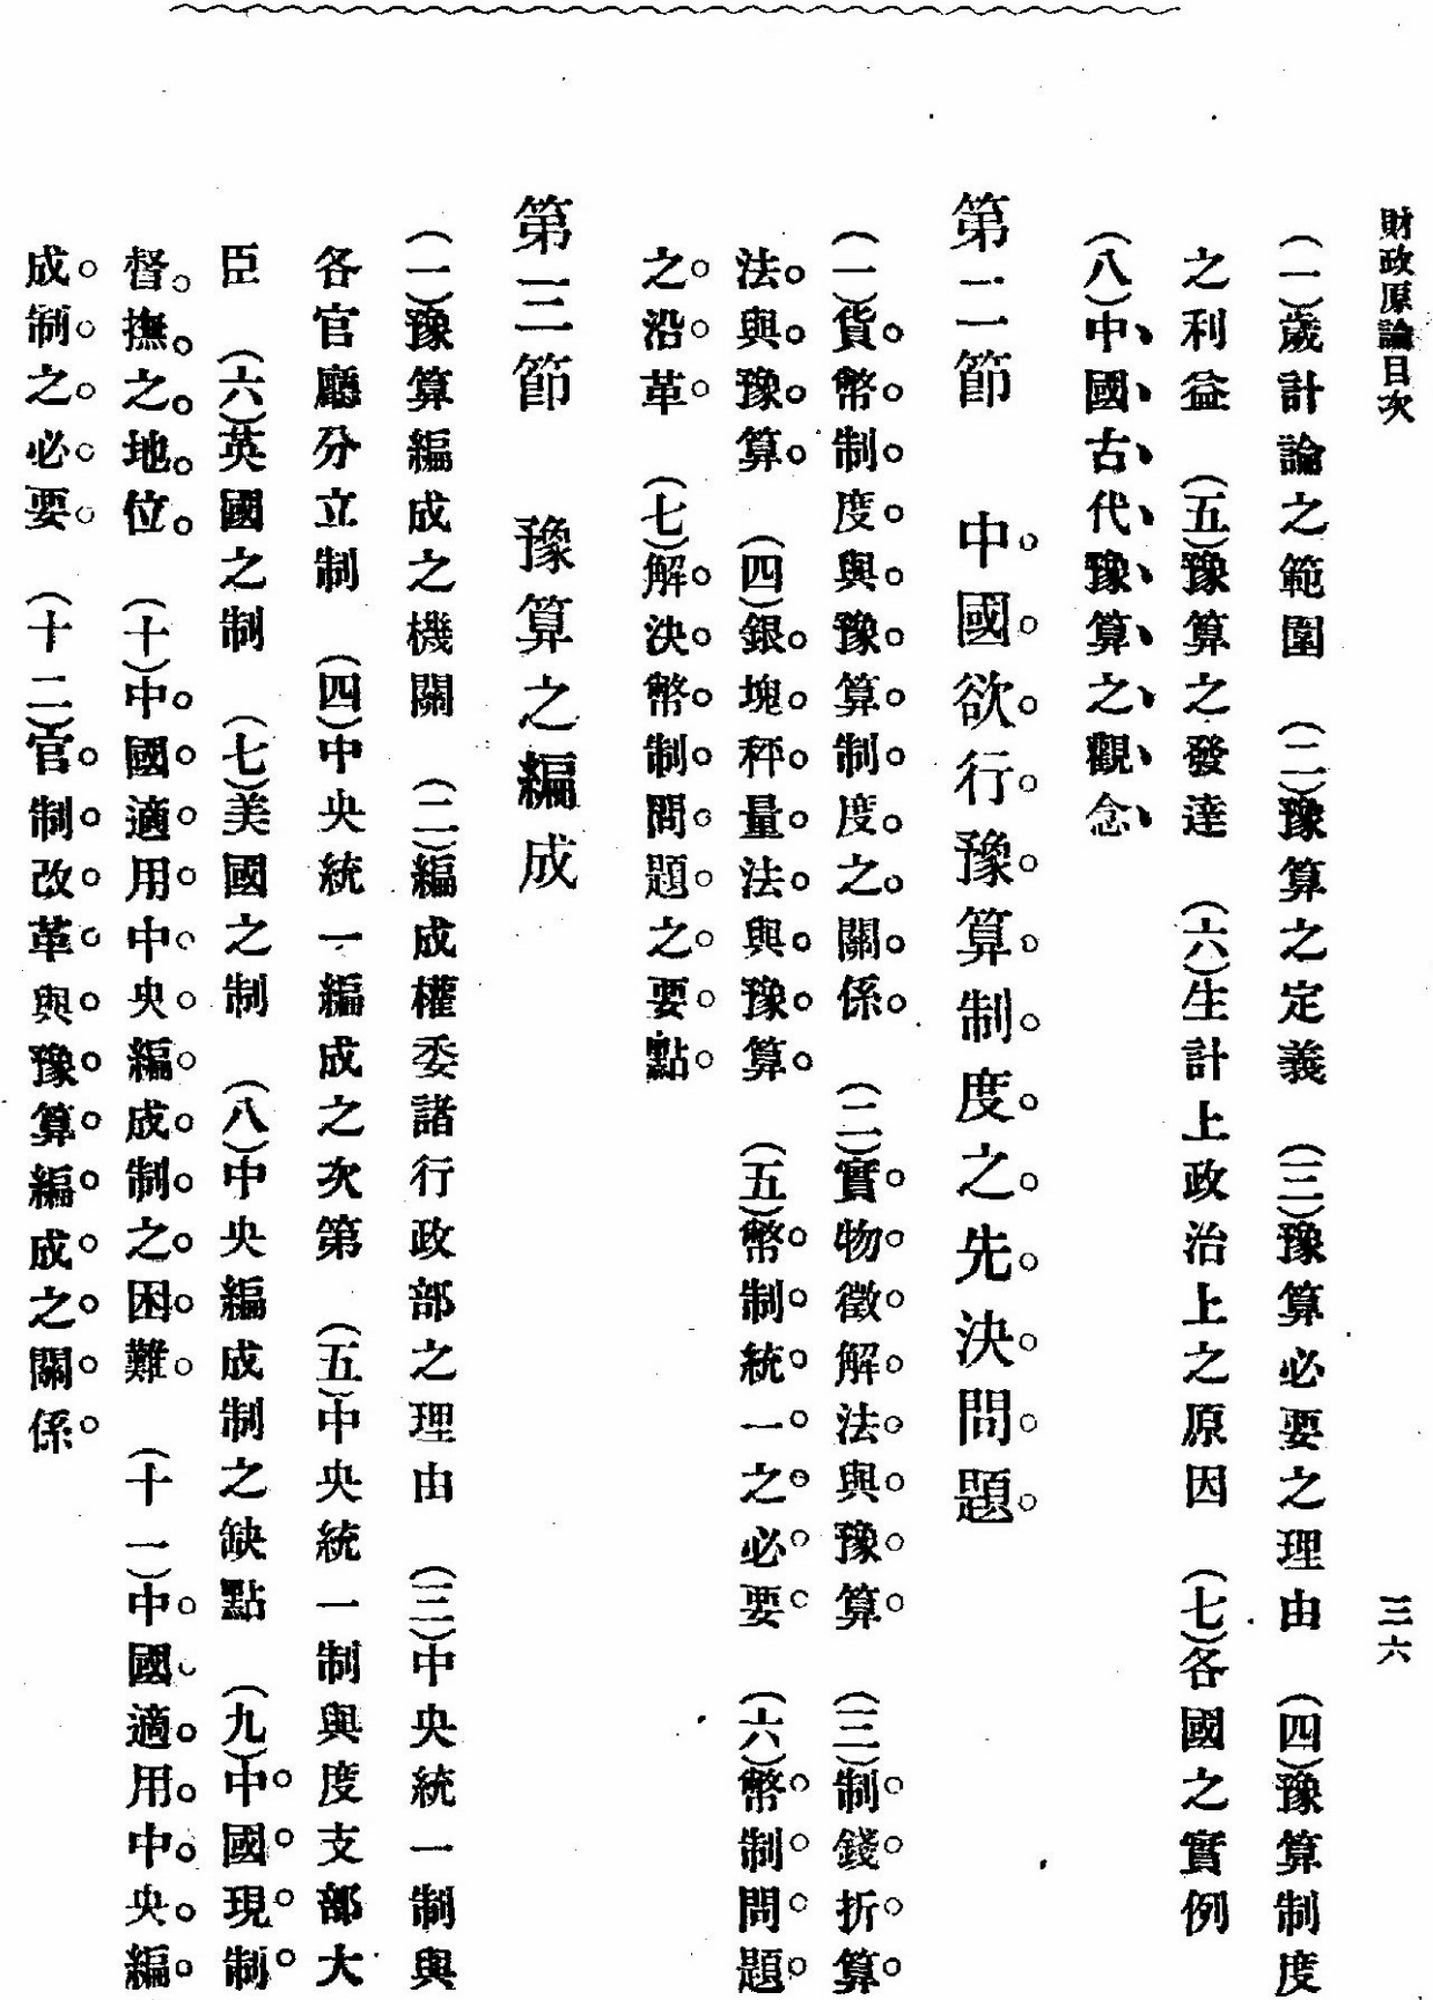 財政原論目次　三六
(一)歲計論之範圍　(二)豫算之定義　(三)豫算必要之理由　(四)豫算制度
之利益　(五)豫算之發達　(六)生計上政治上之原因　(七)各國之實例
(八)中國古代豫算之觀念
第二節　中國欲行豫算制度之先決問題
(一)貨幣制度與豫算制度之關係　(二)實物徵解法與豫算　(三)制錢折算
法與豫算　(四)銀塊秤量法與豫算　(五)幣制統一之必要　(六)幣制問題
之沿革　(七)解決幣制問題之要點
第三節　豫算之編成
(一)豫算編成之機關　(二)編成權委諸行政部之理由　(三)中央統一制與
各官廳分立制　(四)中央統一編成之次第　(五)中央統一制與度支部大
臣　(六)英國之制　(七)美國之制　(八)中央編成制之缺點　(九)中國現制
督撫之地位　(十)中國適用中央編成制之困難　(十一)中國適用中央編
成制之必要　(十二)官制改革與豫算編成之關係